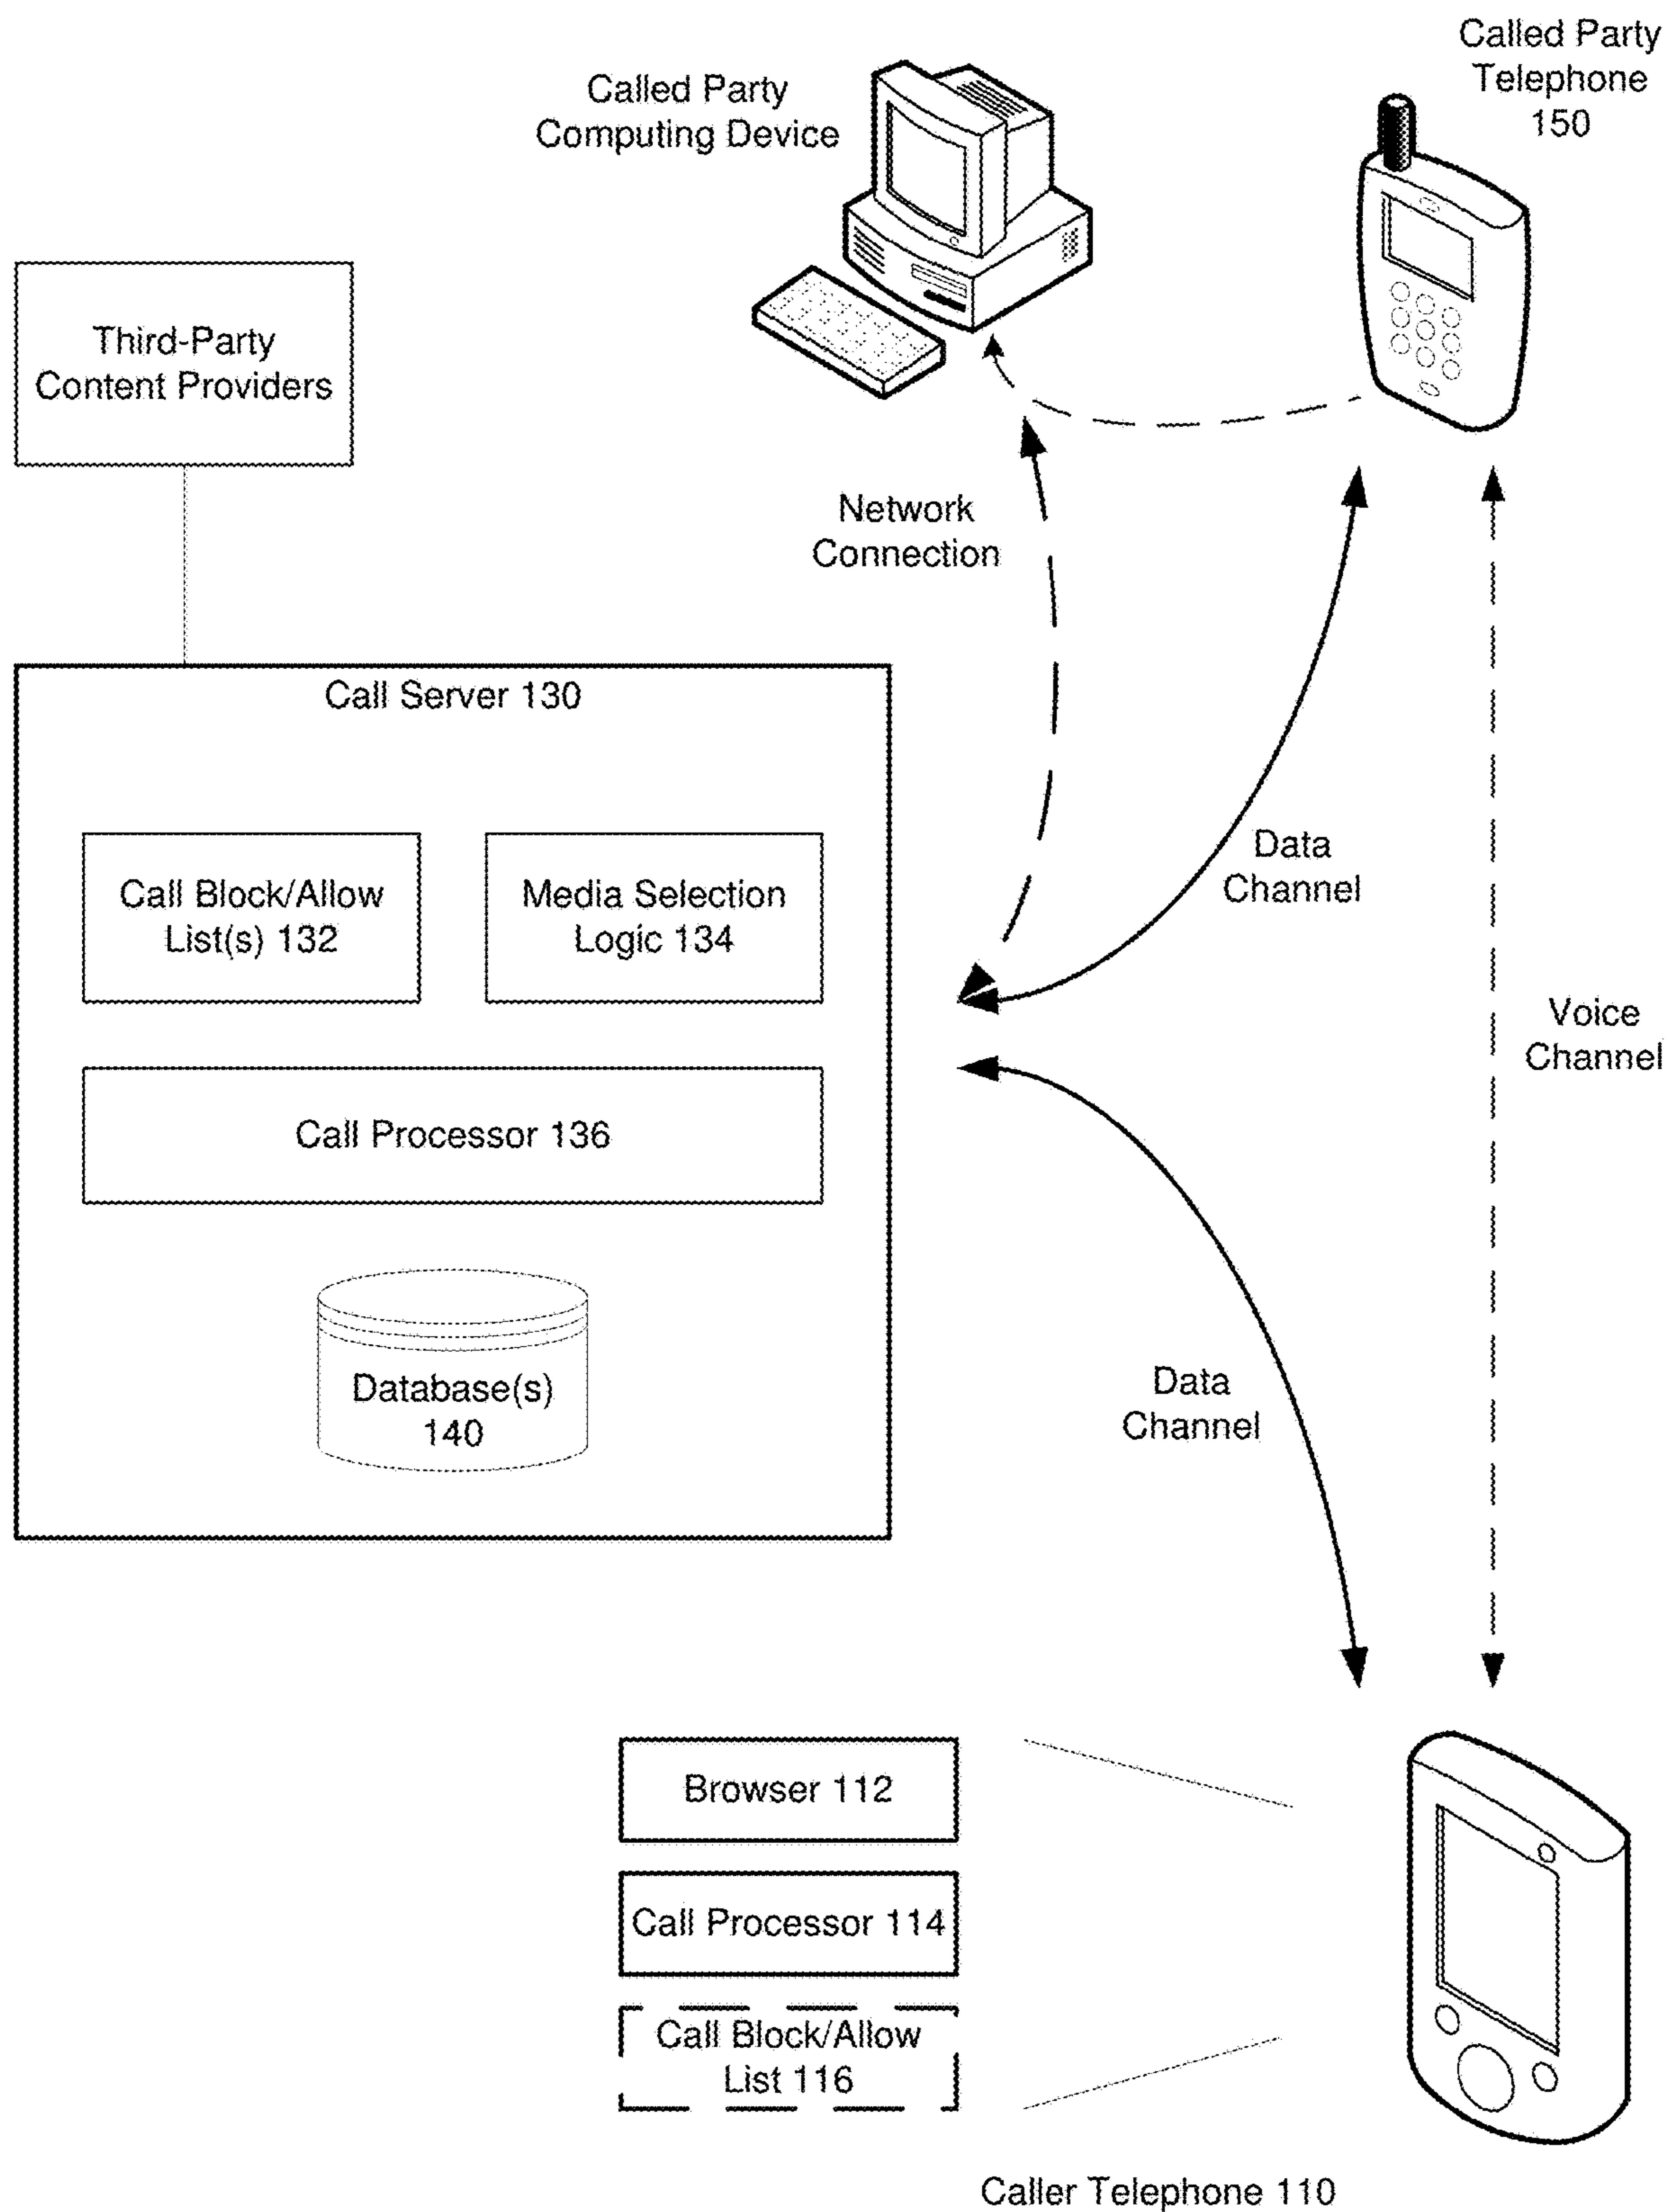 Called Party
Telephone
150
Called Party
Computing Device
Third-Party
Content Providers
Network
Connection
Call Server 130
Call Block/Allow
List(s) 132
Media Selection
Logic 134
Data
Channel
Voice
Channel
Call Processor 136
Database(s)
140
Data
Channel
Browser 112
Call Processor 114
Call Block/Allow
List 116
Caller Telephone 110